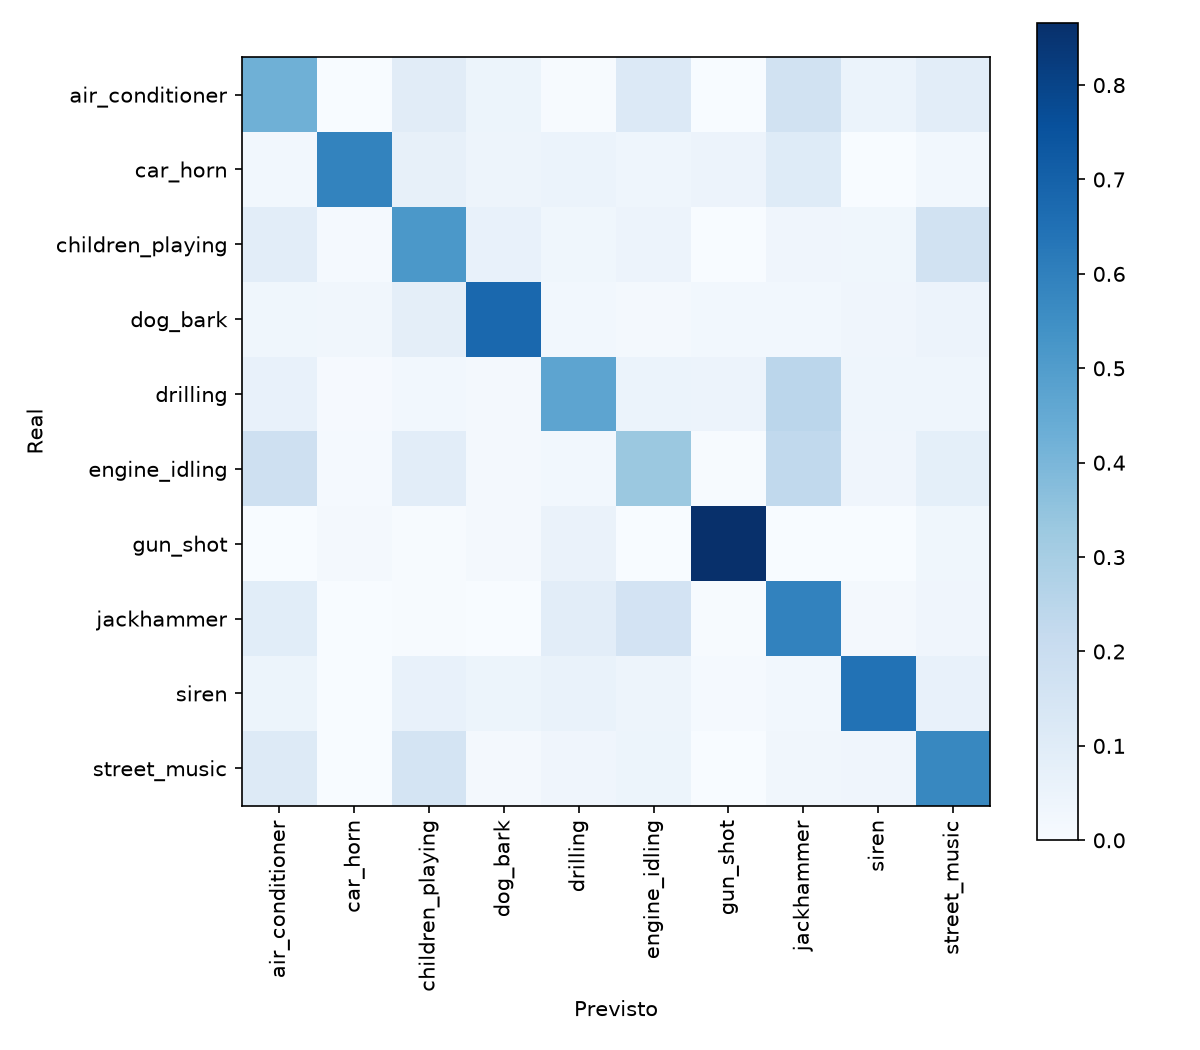 air_conditioner
car_horn
children_playing
dog_bark
drilling
engine_idling
gun_shot
jackhammer
siren
street_music
Real
air_conditioner
car_horn
children_playing
dog_bark
drilling
engine_idling
gun_shot
jackhammer
siren
street_music
Previsto
0.8
0.7
0.6
0.5
0.4
0.3
0.2
0.1
0.0